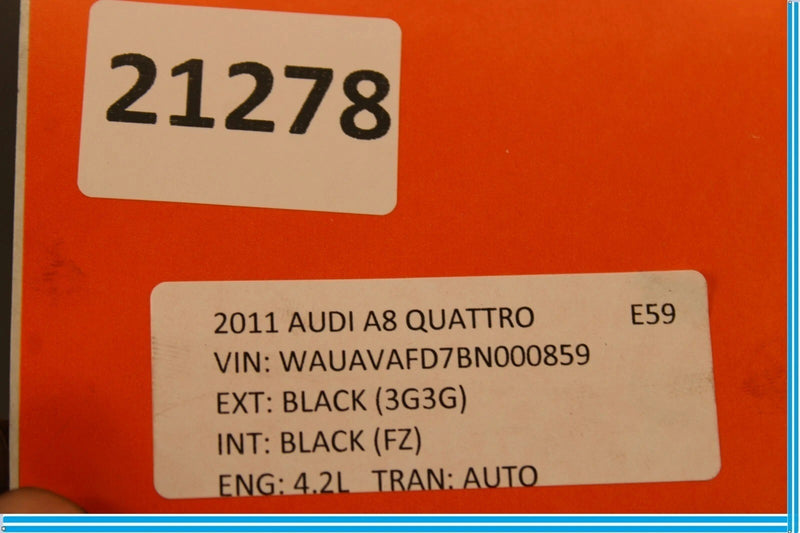 21278
2011 AUDI A8 QUATTRO E59
VIN: WAUAVAFD7BN000859
EXT: BLACK (3G3G)
INT: BLACK (FZ)
ENG: 4.2L TRAN: AUTO